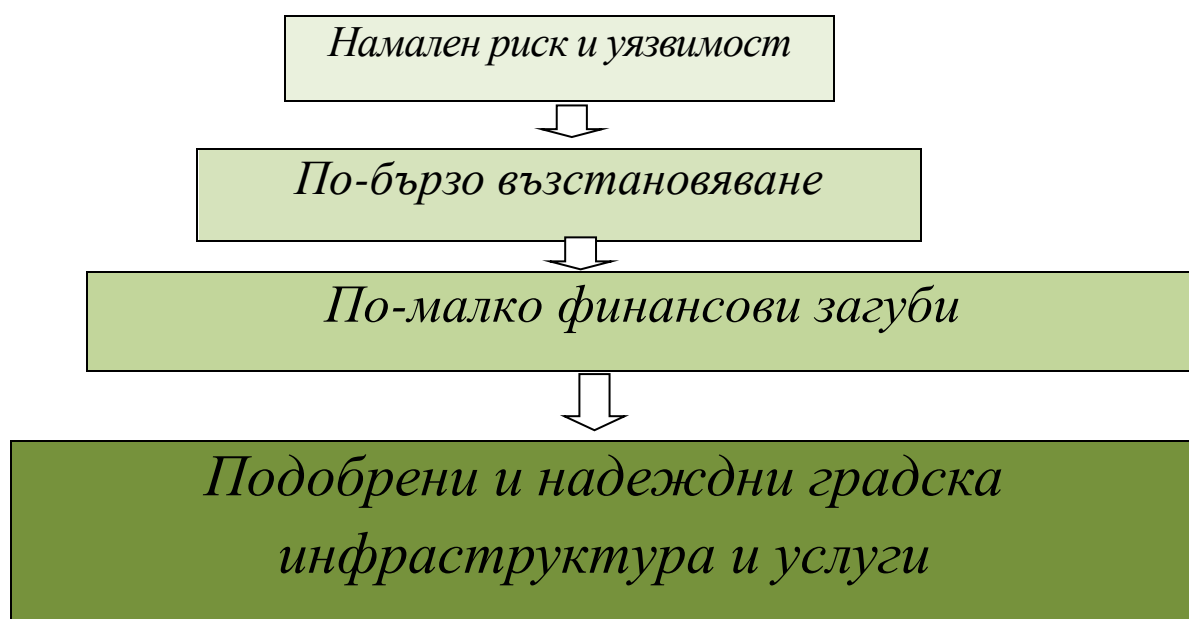 Намален риск и уязвимост
По-бързо възстановяване
По-малко финансови загуби
Подобрени и надеждни градска
инфраструктура и услуги